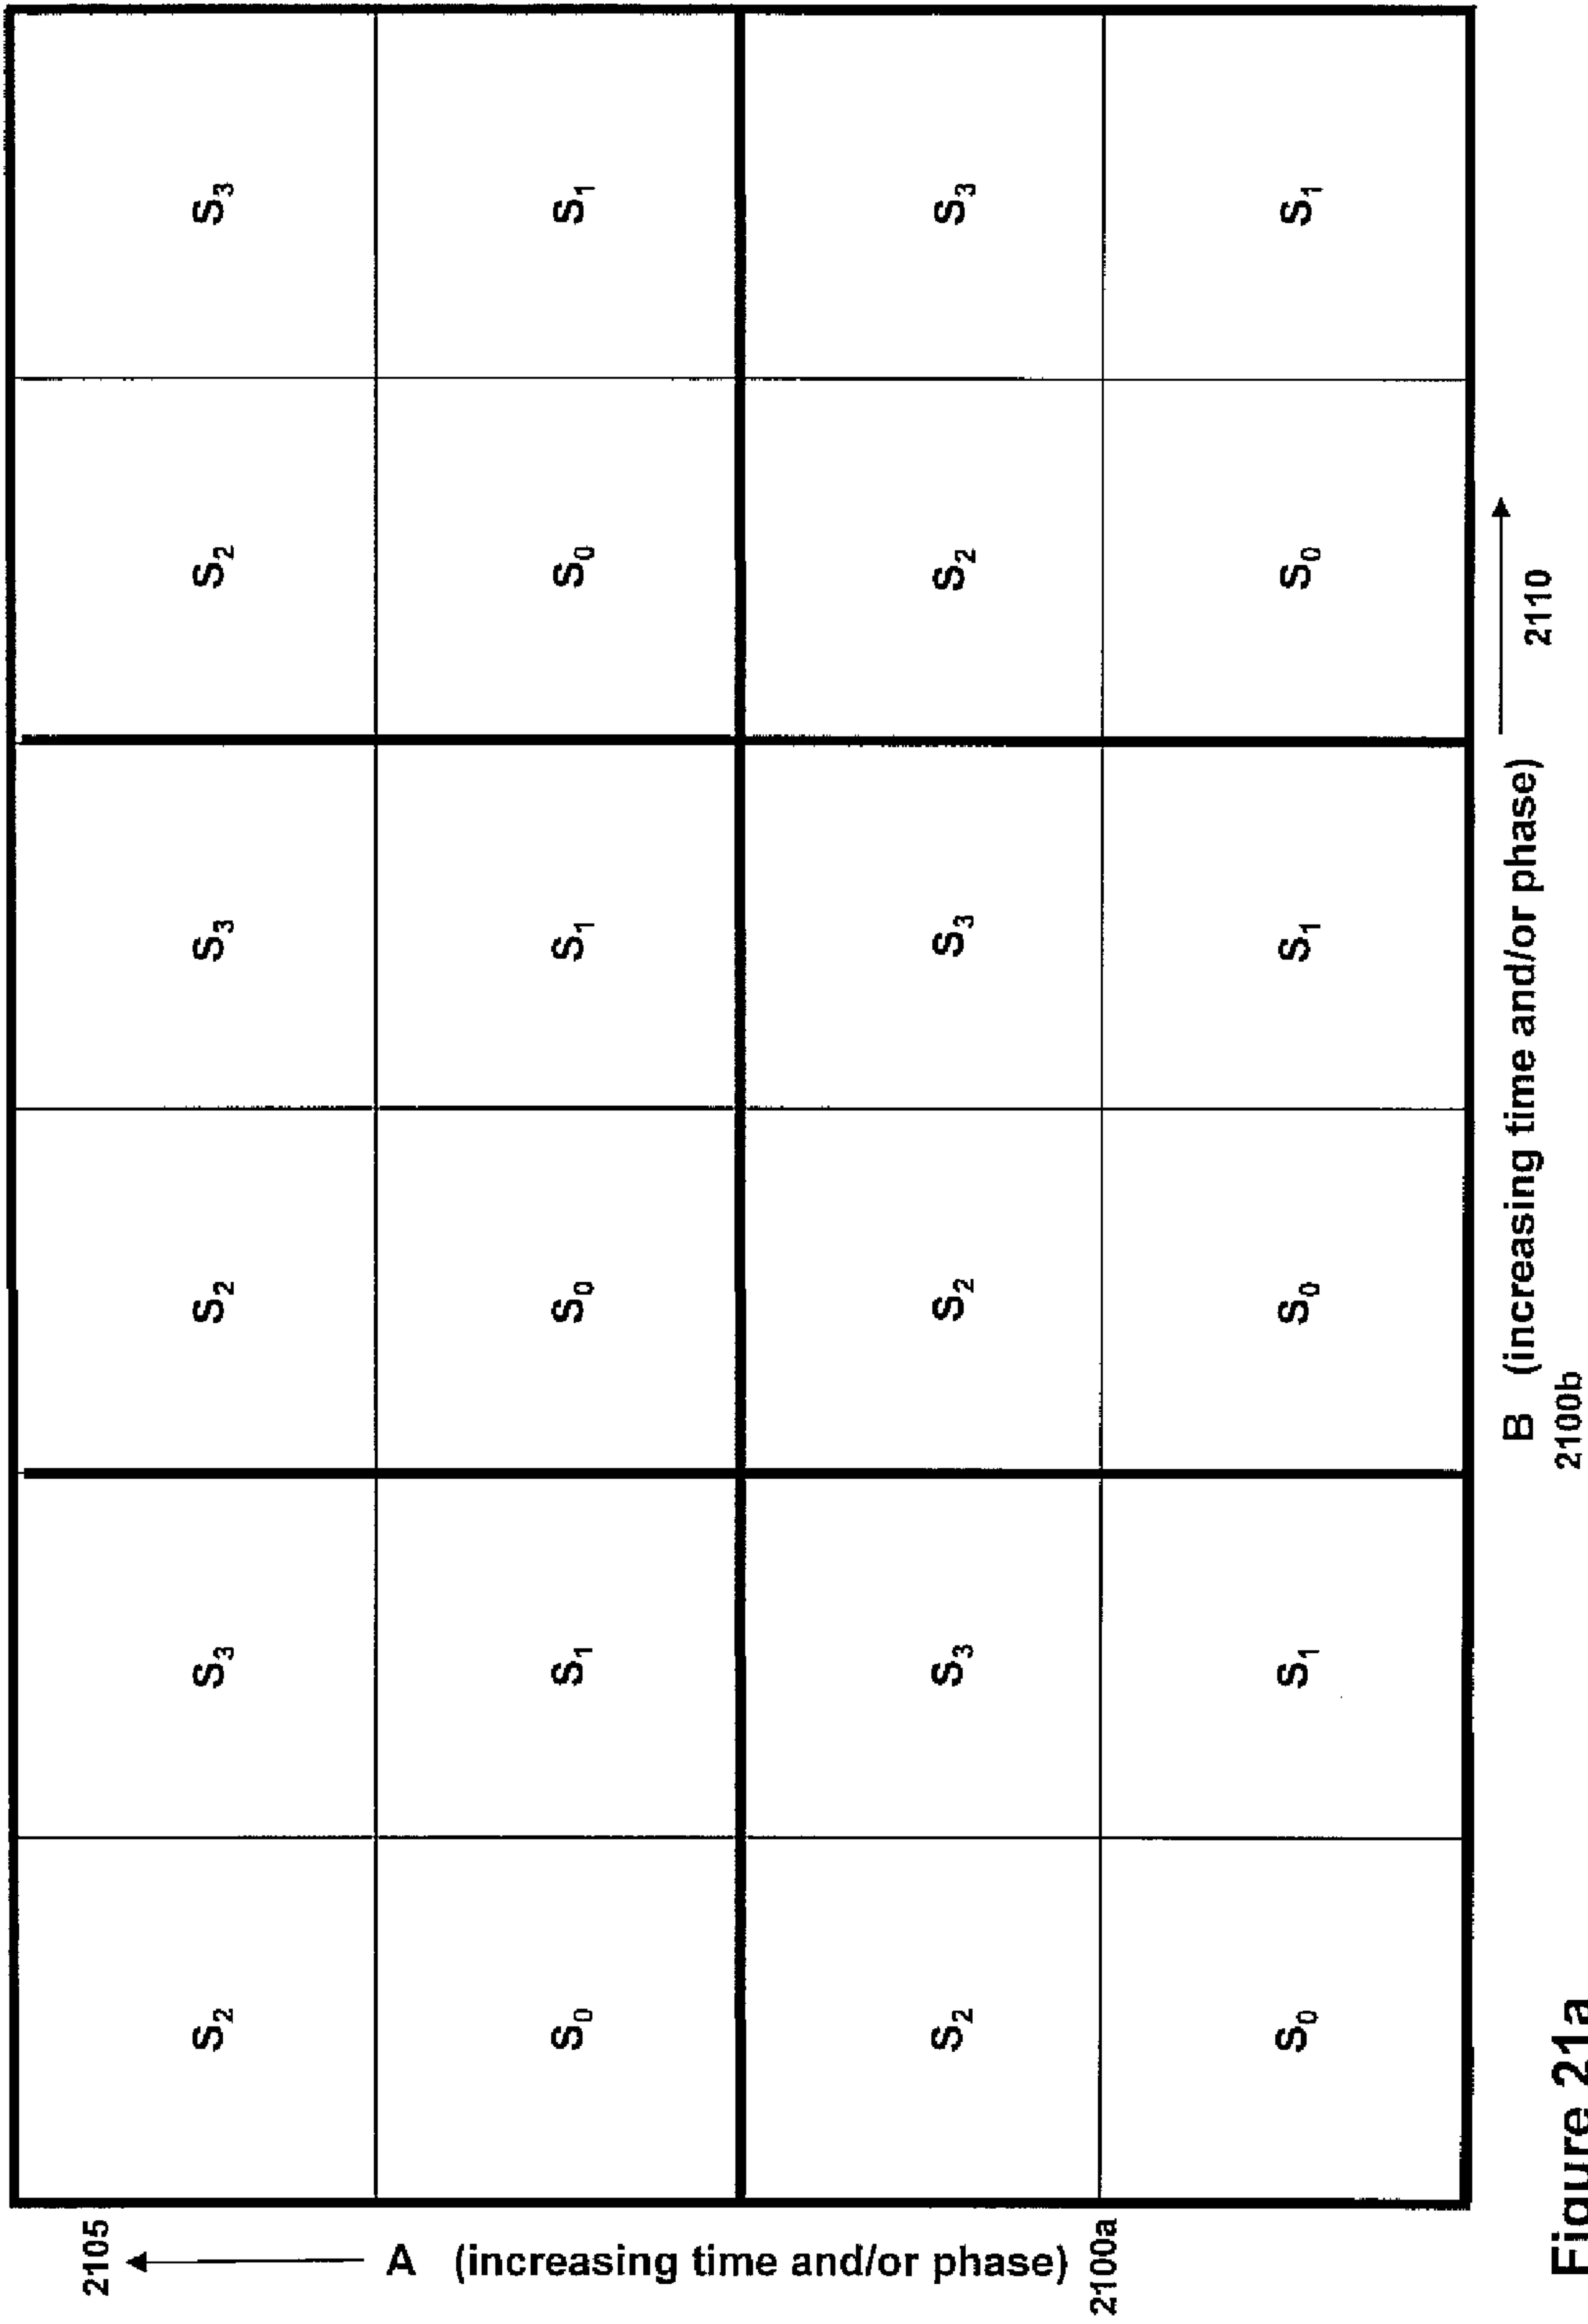 2105
A (increasing time and/or phase)
2100a
S₂ S₃ S₂ S₃ S₂ S₃
S₀ S₁ S₀ S₁ S₀ S₁
S₂ S₃ S₂ S₃ S₂ S₃
S₀ S₁ S₀ S₁ S₀ S₁
B (increasing time and/or phase)
2110
2100b
Figure 21a